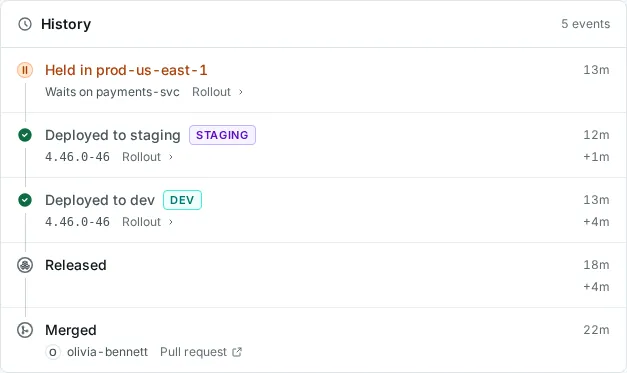 History 5 events
Held in prod-us-east-1 13m
Waits on payments-svc Rollout ›
Deployed to staging STAGING 12m
4.46.0-46 Rollout › +1m
Deployed to dev DEV 13m
4.46.0-46 Rollout › +4m
Released 18m
+4m
Merged 22m
O olivia-bennett Pull request